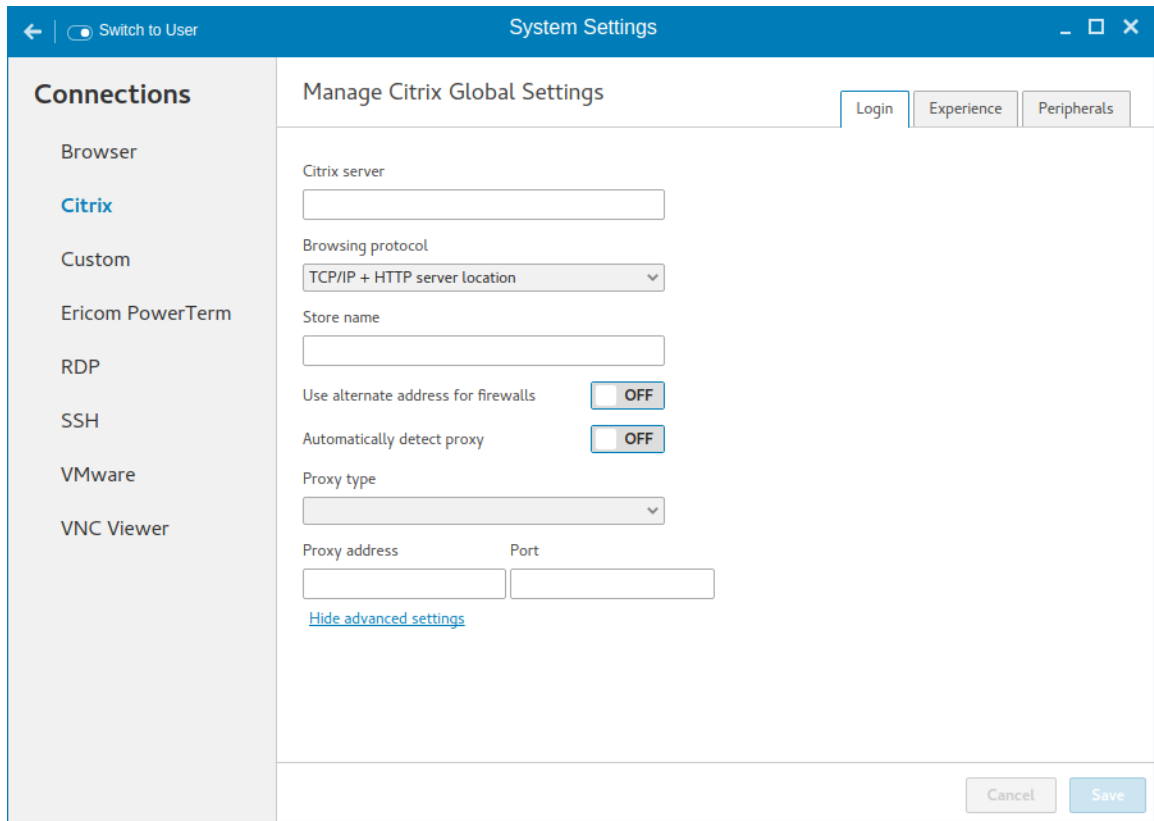 Switch to User
System Settings
Connections
Browser
Citrix
Custom
Ericom PowerTerm
RDP
SSH
VMware
VNC Viewer
Manage Citrix Global Settings
Login Experience Peripherals
Citrix server
Browsing protocol
TCP/IP + HTTP server location
Store name
Use alternate address for firewalls OFF
Automatically detect proxy OFF
Proxy type
Proxy address Port
Hide advanced settings
Cancel Save